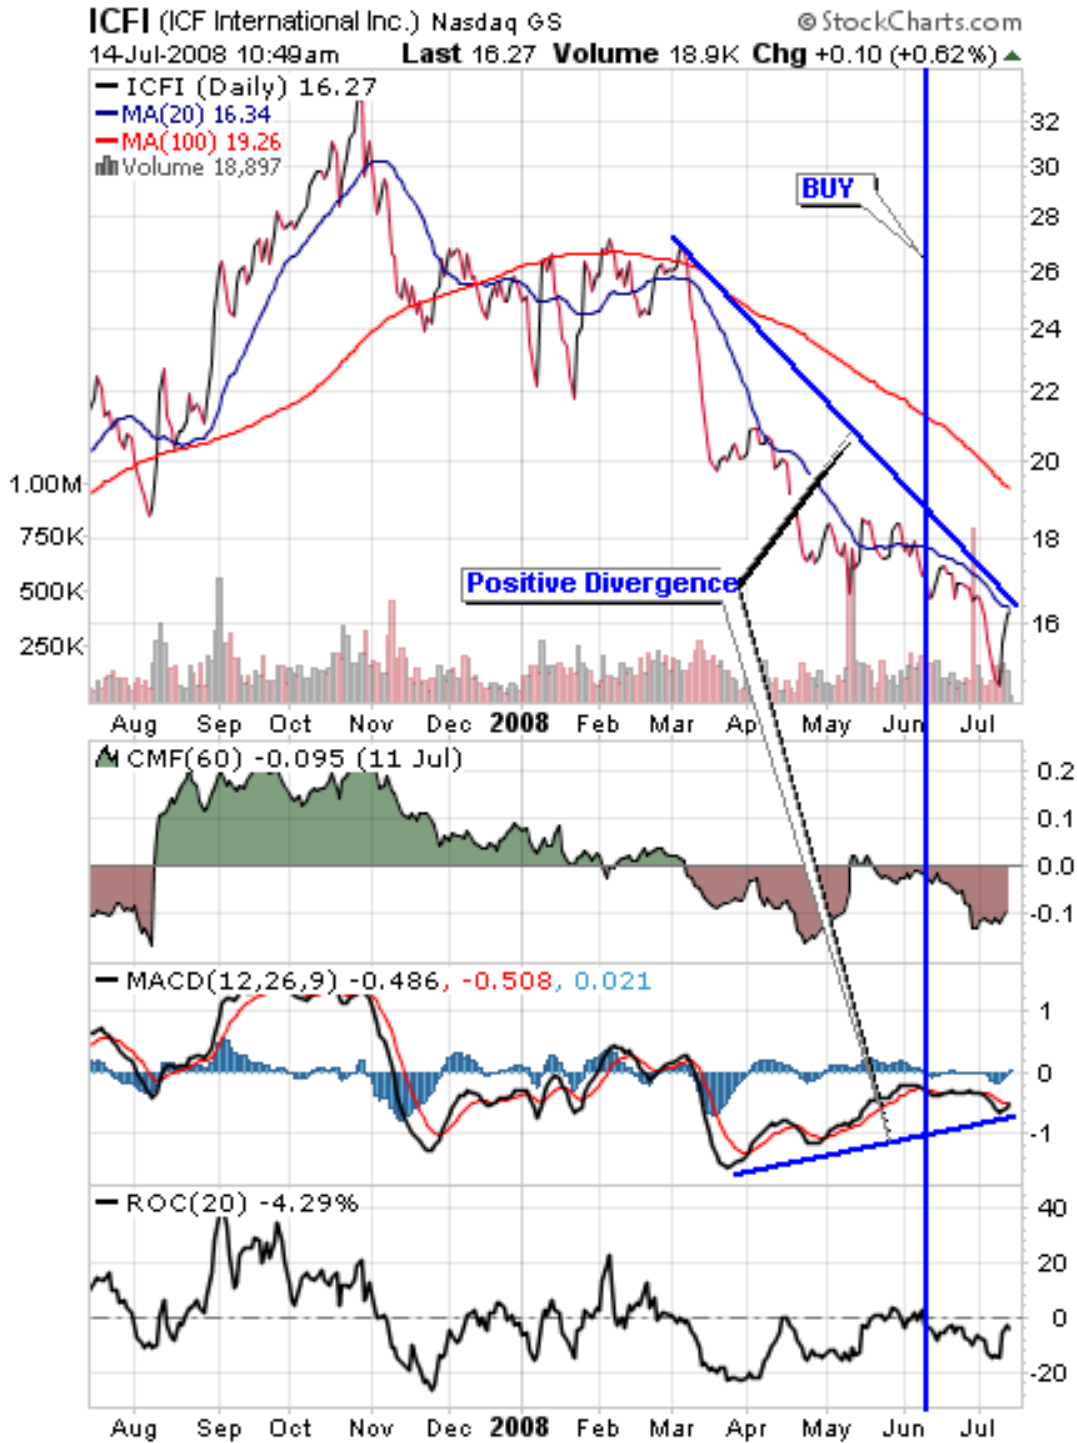 ICFI (ICF International Inc.) Nasdaq GS © StockCharts.com
14-Jul-2008 10:49am Last 16.27 Volume 18.9K Chg +0.10 (+0.62%)
ICFI (Daily) 16.27
MA(20) 16.34
MA(100) 19.26
Volume 18,897
32
30
BUY
28
26
24
22
20
1.00M
750K
18
Positive Divergence
500K
16
250K
Aug Sep Oct Nov Dec 2008 Feb Mar Apr May Jun Jul
CMF(60) -0.095 (11 Jul)
0.2
0.1
0.0
-0.1
MACD(12,26,9) -0.486, -0.508, 0.021
1
0
-1
ROC(20) -4.29%
40
20
0
-20
Aug Sep Oct Nov Dec 2008 Feb Mar Apr May Jun Jul